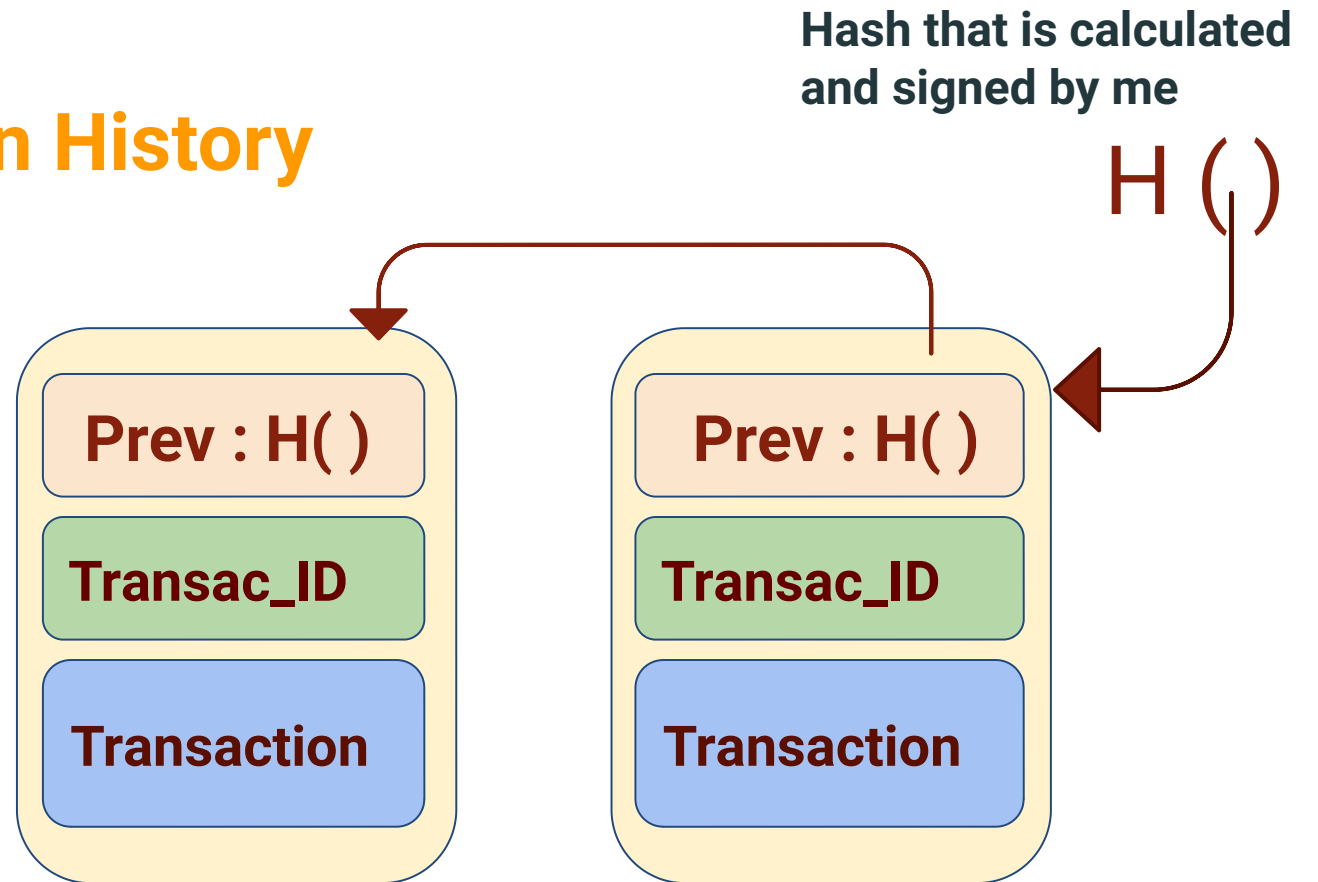 Hash that is calculated
and signed by me
n History
H ( )
Prev : H( )
Prev : H( )
Transac_ID
Transac_ID
Transaction
Transaction